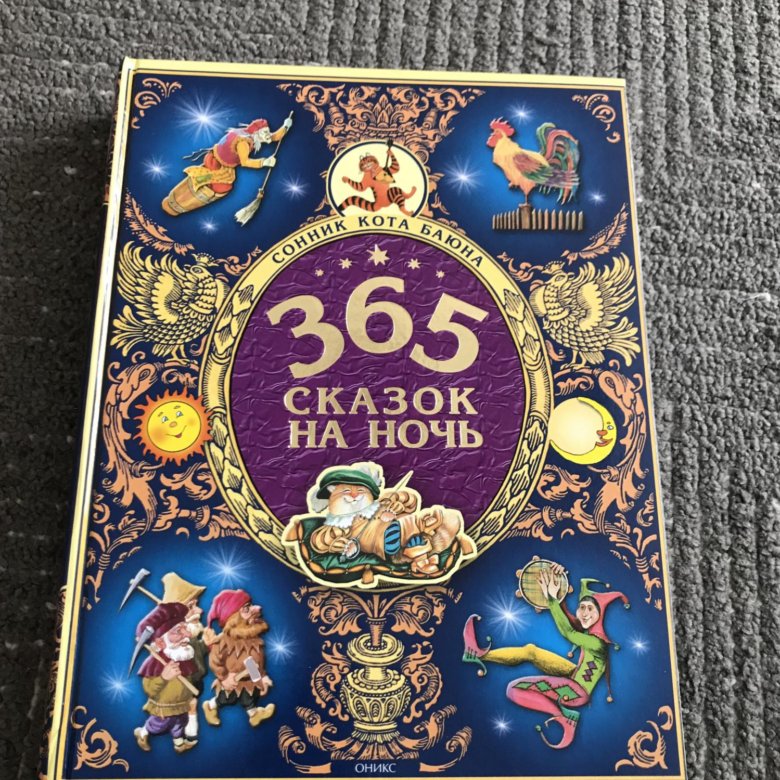 СОННИК КОТА БАЮНА
365
СКАЗОК
НА НОЧЬ
ОНИКС